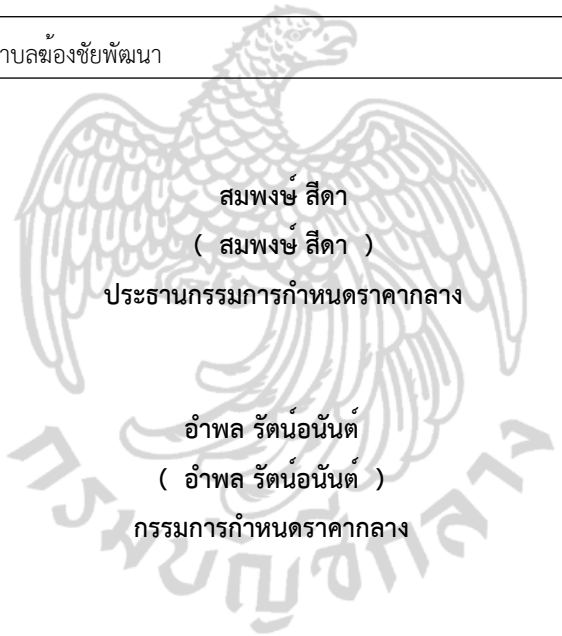 าบลฆ้องชัยพัฒนา
สมพงษ์ สีดา
( สมพงษ์ สีดา )
ประธานกรรมการกำหนดราคากลาง
อำพล รัตน์อนันต์
( อำพล รัตน์อนันต์ )
กรรมการกำหนดราคากลาง
กรมบัญชีกลาง